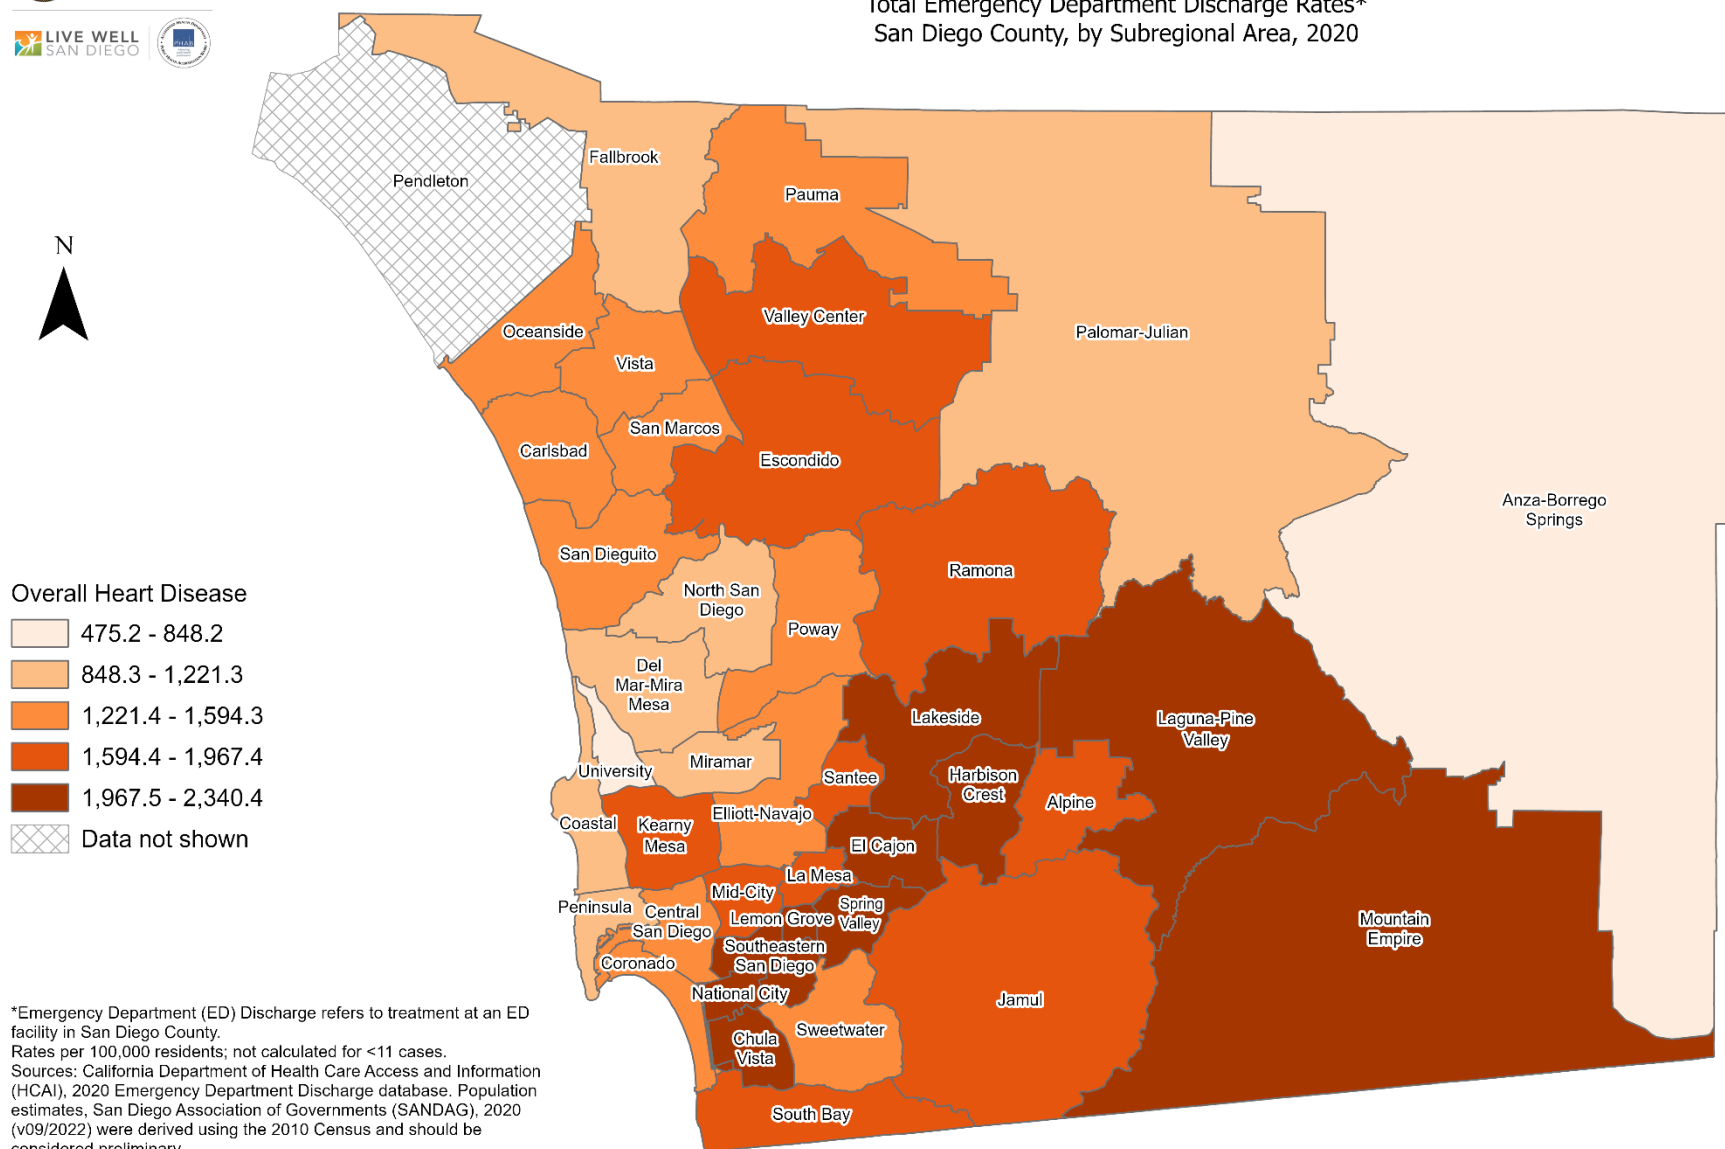 Total Emergency Department Discharge Rates*
San Diego County, by Subregional Area, 2020
LIVE WELL
SAN DIEGO
PHAB
N
Fallbrook
Pendleton
Pauma
Oceanside
Valley Center
Palomar-Julian
Vista
San Marcos
Carlsbad
Escondido
Anza-Borrego
Springs
San Dieguito
Ramona
North San
Diego
Poway
Del
Mar-Mira
Mesa
Lakeside
Laguna-Pine
Valley
University
Miramar
Santee
Harbison
Crest
Alpine
Coastal
Kearny
Mesa
Elliott-Navajo
El Cajon
La Mesa
Mid-City
Peninsula
Central
San Diego
Lemon Grove
Spring
Valley
Mountain
Empire
Southeastern
San Diego
Coronado
National City
Jamul
Sweetwater
Chula
Vista
South Bay
Overall Heart Disease
475.2 - 848.2
848.3 - 1,221.3
1,221.4 - 1,594.3
1,594.4 - 1,967.4
1,967.5 - 2,340.4
Data not shown
*Emergency Department (ED) Discharge refers to treatment at an ED
facility in San Diego County.
Rates per 100,000 residents; not calculated for <11 cases.
Sources: California Department of Health Care Access and Information
(HCAI), 2020 Emergency Department Discharge database. Population
estimates, San Diego Association of Governments (SANDAG), 2020
(v09/2022) were derived using the 2010 Census and should be
considered preliminary.